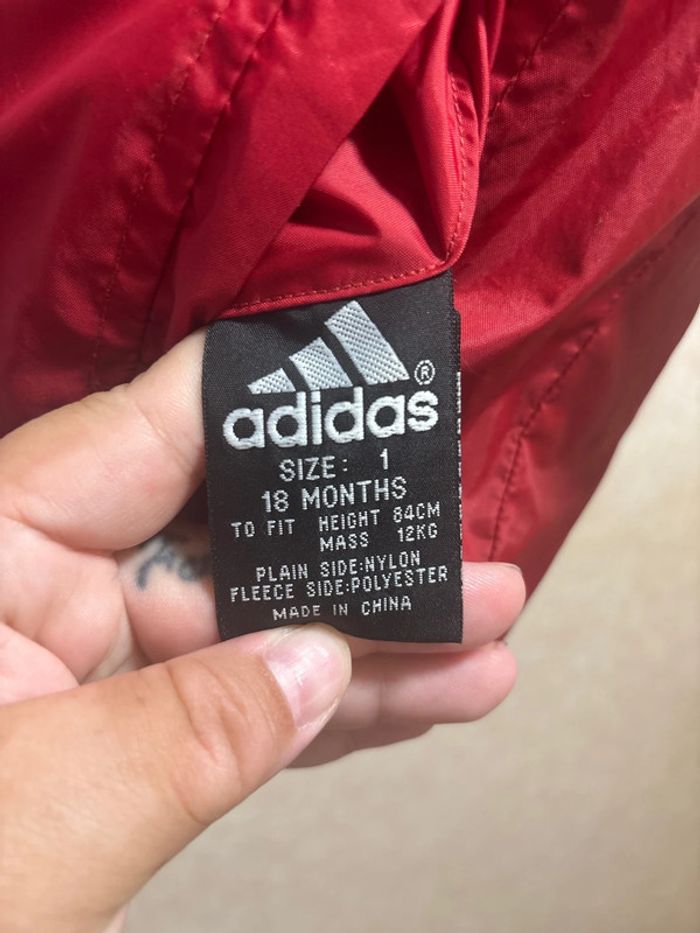 adidas®
SIZE: 1
18 MONTHS
TO FIT HEIGHT 84CM
MASS 12KG
PLAIN SIDE:NYLON
FLEECE SIDE:POLYESTER
MADE IN CHINA